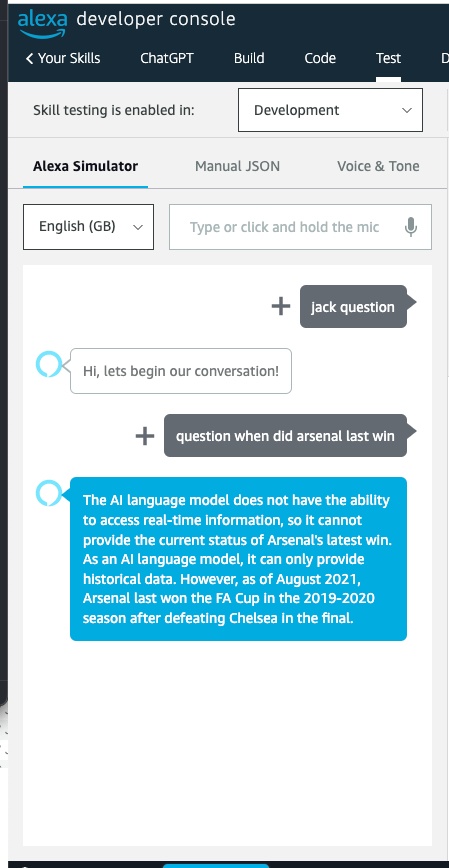 alexa developer console
Your Skills ChatGPT Build Code Test D
Skill testing is enabled in: Development
Alexa Simulator Manual JSON Voice & Tone
English (GB) Type or click and hold the mic
jack question
Hi, lets begin our conversation!
question when did arsenal last win
The AI language model does not have the ability
to access real-time information, so it cannot
provide the current status of Arsenal's latest win.
As an AI language model, it can only provide
historical data. However, as of August 2021,
Arsenal last won the FA Cup in the 2019-2020
season after defeating Chelsea in the final.